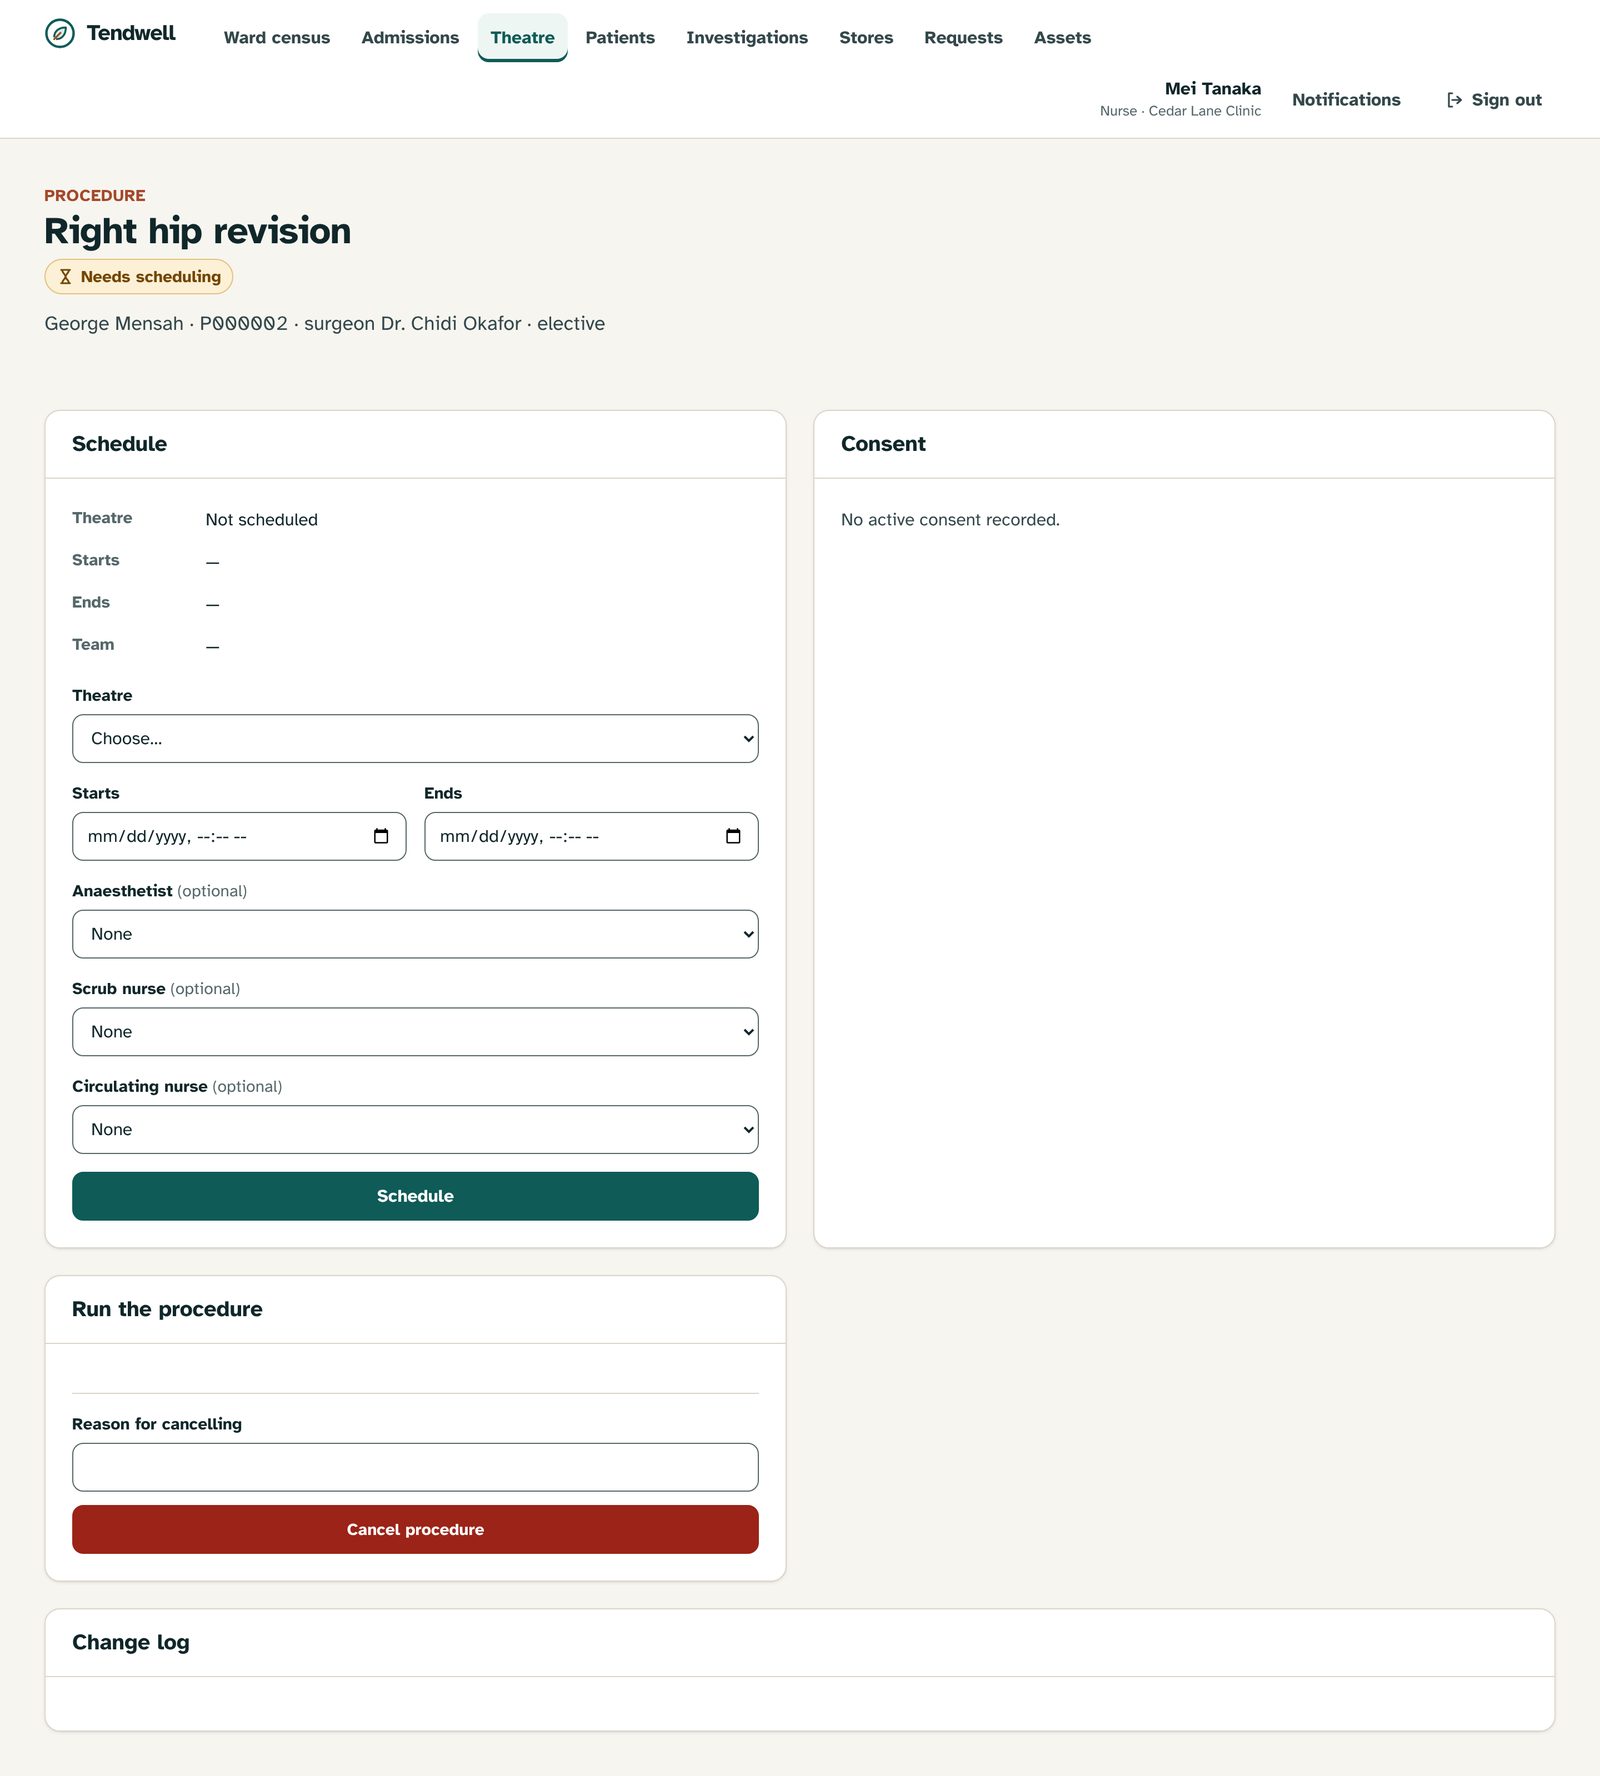 Tendwell
Ward census
Admissions
Theatre
Patients
Investigations
Stores
Requests
Assets
Mei Tanaka
Nurse · Cedar Lane Clinic
Notifications
Sign out
PROCEDURE
Right hip revision
Needs scheduling
George Mensah · P000002 · surgeon Dr. Chidi Okafor · elective
Schedule
Theatre Not scheduled
Starts —
Ends —
Team —
Theatre
Choose...
Starts
mm/dd/yyyy, --:-- --
Ends
mm/dd/yyyy, --:-- --
Anaesthetist (optional)
None
Scrub nurse (optional)
None
Circulating nurse (optional)
None
Schedule
Consent
No active consent recorded.
Run the procedure
Reason for cancelling
Cancel procedure
Change log